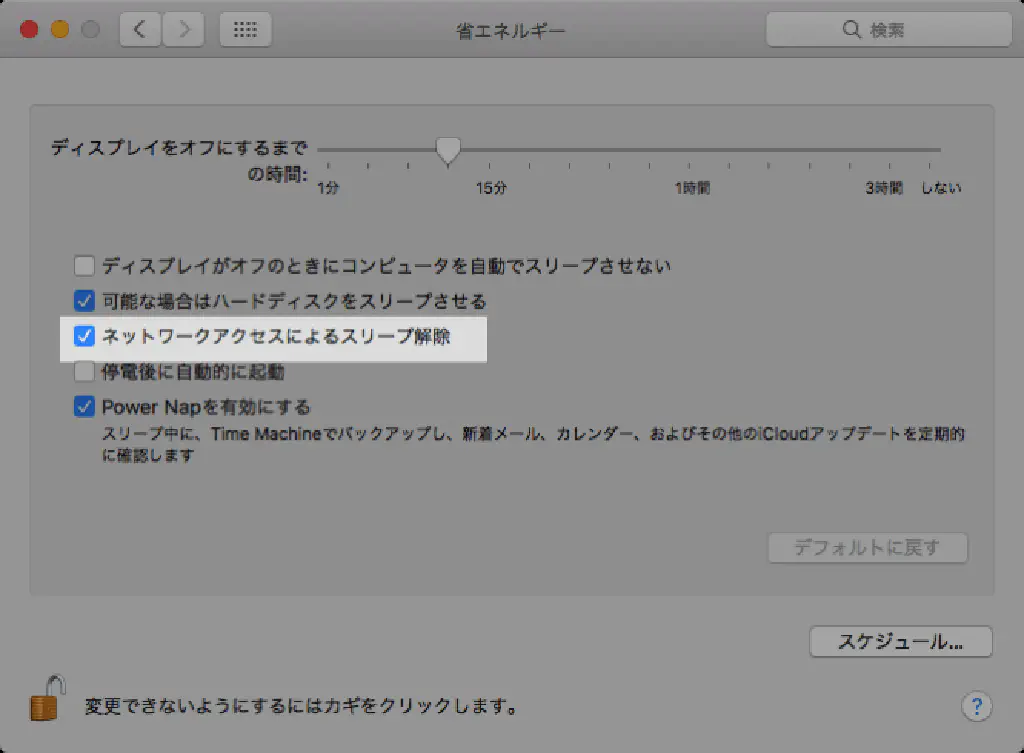 省エネルギー
検索
ディスプレイをオフにするまで
の時間:
1分 15分 1時間 3時間 しない
ディスプレイがオフのときにコンピュータを自動でスリープさせない
可能な場合はハードディスクをスリープさせる
ネットワークアクセスによるスリープ解除
停電後に自動的に起動
Power Napを有効にする
スリープ中に、Time Machineでバックアップし、新着メール、カレンダー、およびその他のiCloudアップデートを定期的
に確認します
デフォルトに戻す
スケジュール...
変更できないようにするにはカギをクリックします。
?